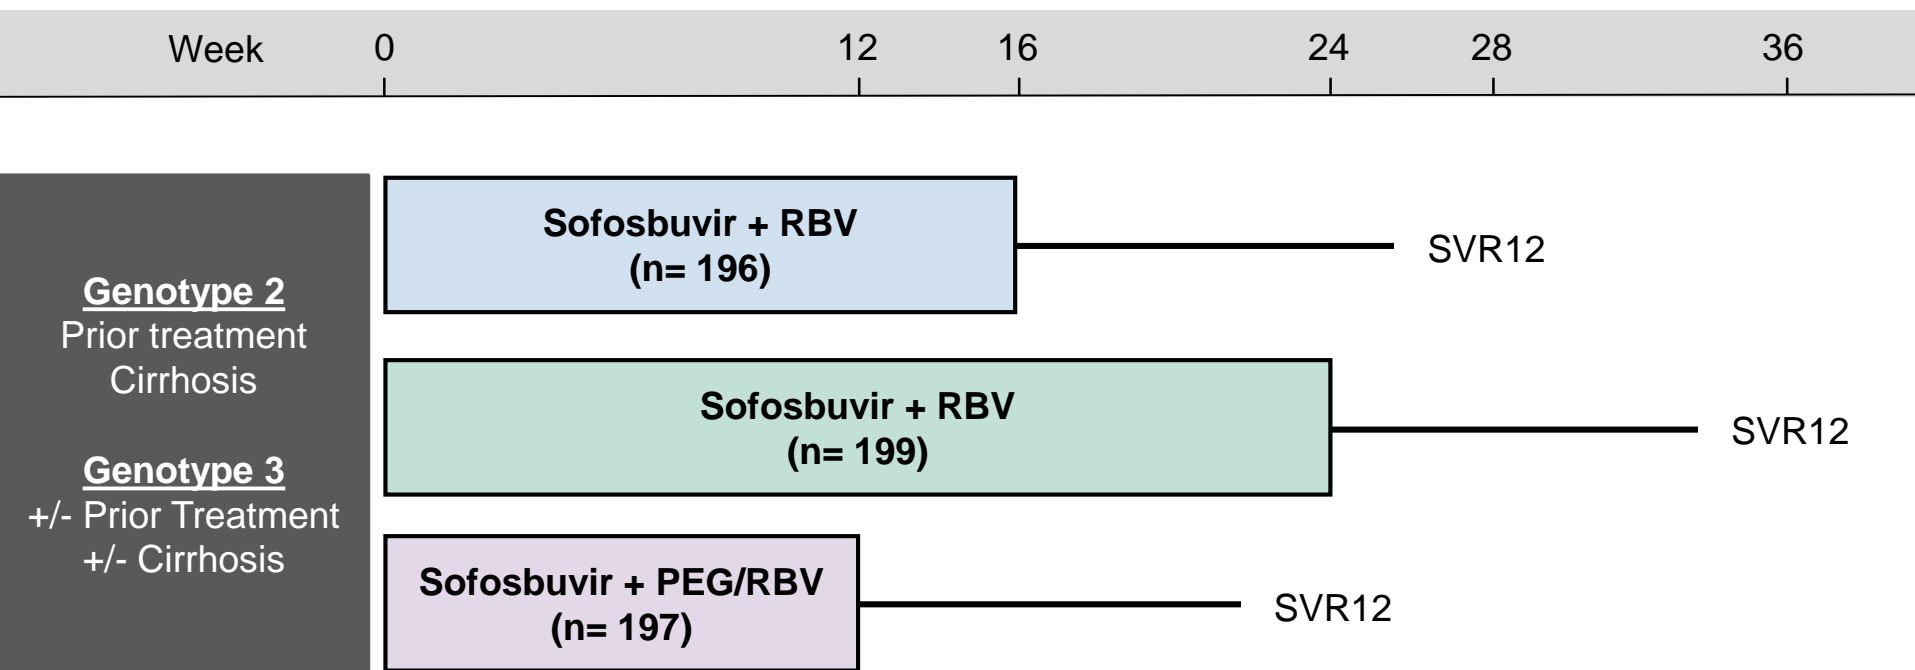 Week 0 12 16 24 28 36
Genotype 2
Prior treatment
Cirrhosis
Genotype 3
+/- Prior Treatment
+/- Cirrhosis
Sofosbuvir + RBV
(n= 196)
SVR12
Sofosbuvir + RBV
(n= 199)
SVR12
Sofosbuvir + PEG/RBV
(n= 197)
SVR12